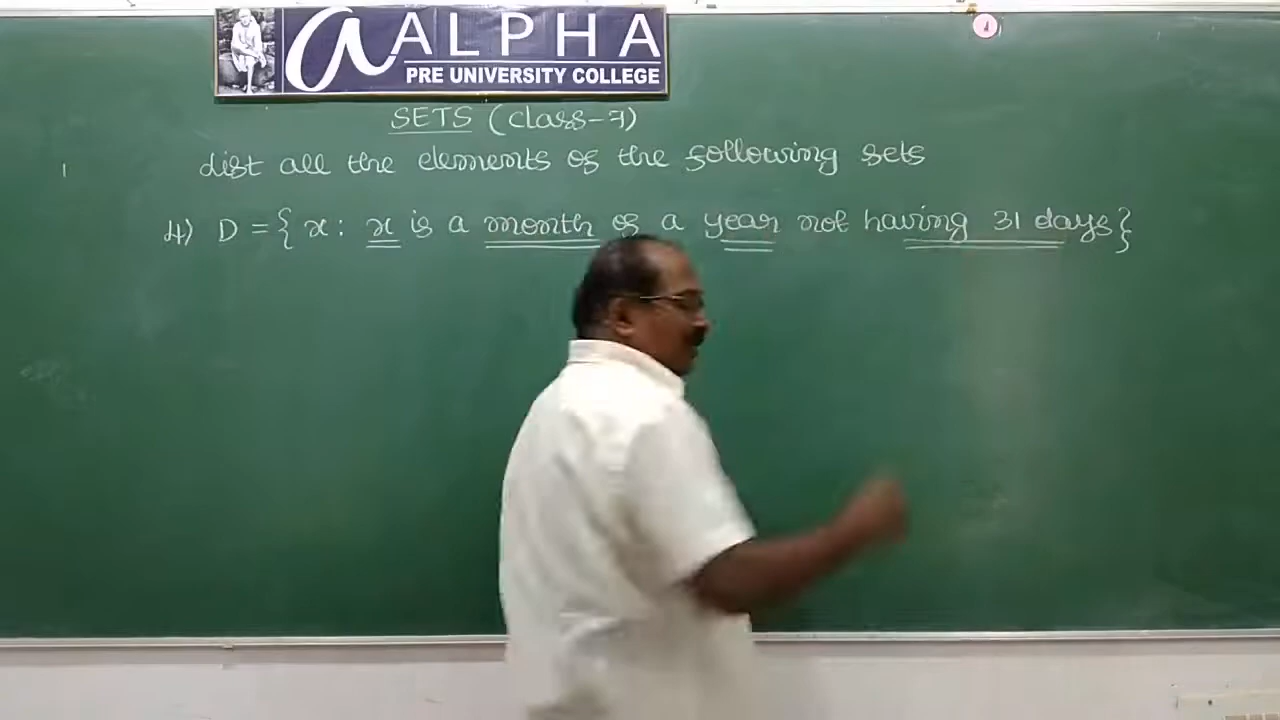 a ALPHA
PRE UNIVERSITY COLLEGE
SETS (class-7)
List all the elements of the following sets
4) D = { x : x is a month of a year not having 31 days }